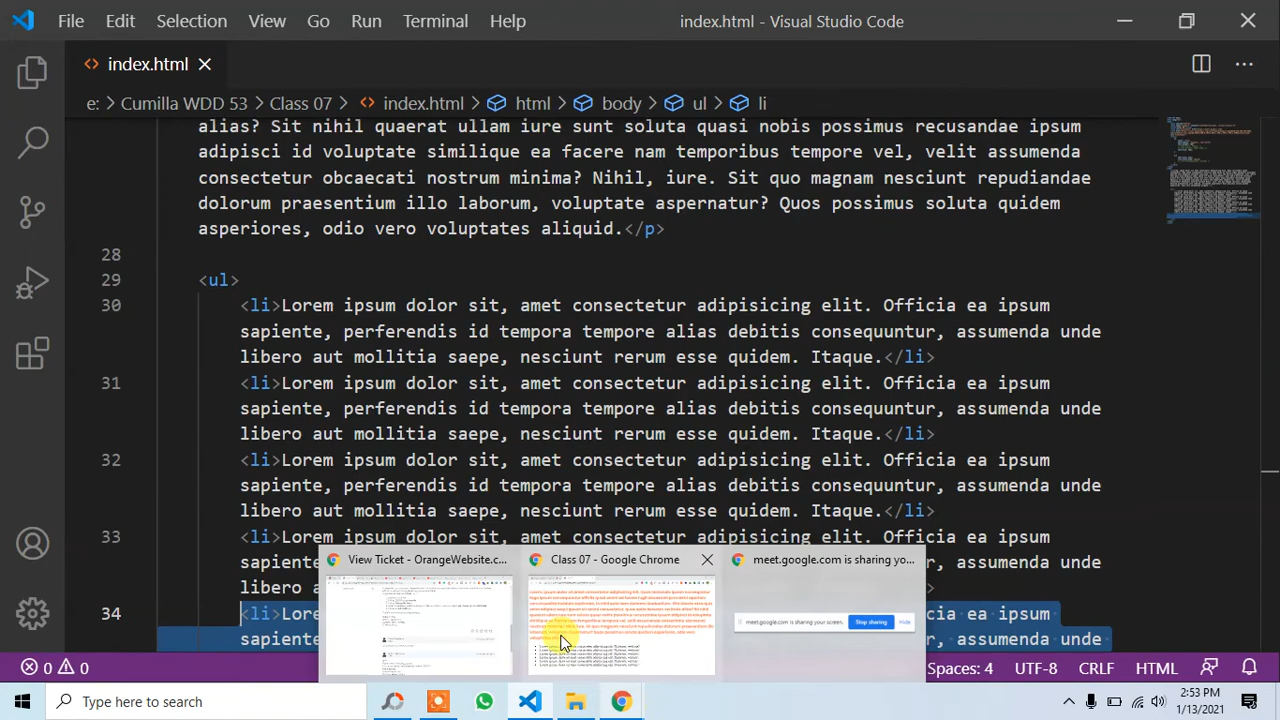 File Edit Selection View Go Run Terminal Help index.html - Visual Studio Code
index.html
e: > Cumilla WDD 53 > Class 07 > index.html > html > body > ul > li
alias? Sit nihil quaerat ullam iure sunt soluta quasi nobis possimus recusandae ipsum
adipisci id voluptate similique ea facere nam temporibus tempore vel, velit assumenda
consectetur obcaecati nostrum minima? Nihil, iure. Sit quo magnam nesciunt repudiandae
dolorum praesentium illo laborum, voluptate aspernatur? Quos possimus soluta quidem
asperiores, odio vero voluptates aliquid.</p>
28
29 <ul>
30 <li>Lorem ipsum dolor sit, amet consectetur adipisicing elit. Officia ea ipsum
sapiente, perferendis id tempora tempore alias debitis consequuntur, assumenda unde
libero aut mollitia saepe, nesciunt rerum esse quidem. Itaque.</li>
31 <li>Lorem ipsum dolor sit, amet consectetur adipisicing elit. Officia ea ipsum
sapiente, perferendis id tempora tempore alias debitis consequuntur, assumenda unde
libero aut mollitia saepe, nesciunt rerum esse quidem. Itaque.</li>
32 <li>Lorem ipsum dolor sit, amet consectetur adipisicing elit. Officia ea ipsum
sapiente, perferendis id tempora tempore alias debitis consequuntur, assumenda unde
libero aut mollitia saepe, nesciunt rerum esse quidem. Itaque.</li>
33 <li>Lorem ipsum dolor sit, amet consectetur adipisicing elit. Officia ea ipsum
sapien unde
libero
34 <li>
sapien unde
View Ticket - OrangeWebsite.c...
Class 07 - Google Chrome
meet.google.com is sharing yo...
meet.google.com is sharing your screen. Stop sharing Hide
0 0 Spaces: 4 UTF-8 CRLF HTML
Type here to search
2:53 PM
1/13/2021